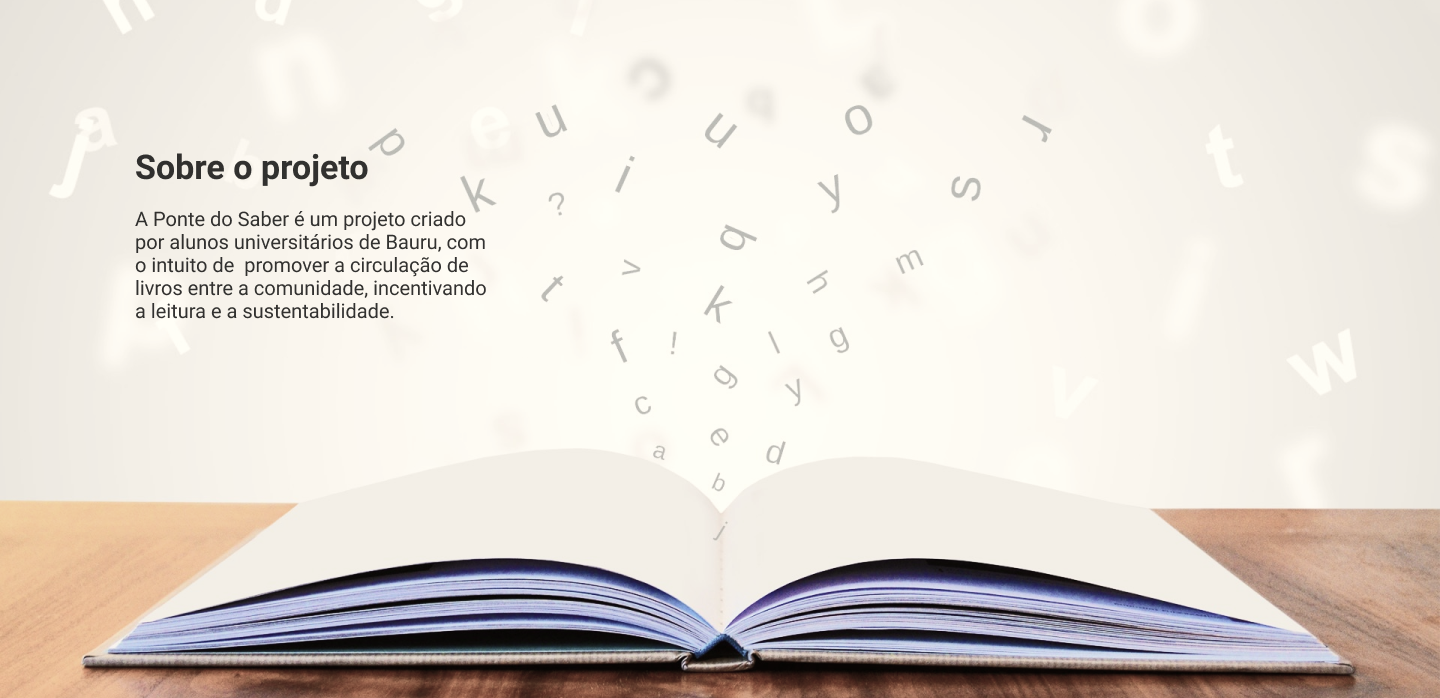 Sobre o projeto
A Ponte do Saber é um projeto criado
por alunos universitários de Bauru, com
o intuito de  promover a circulação de
livros entre a comunidade, incentivando
a leitura e a sustentabilidade.